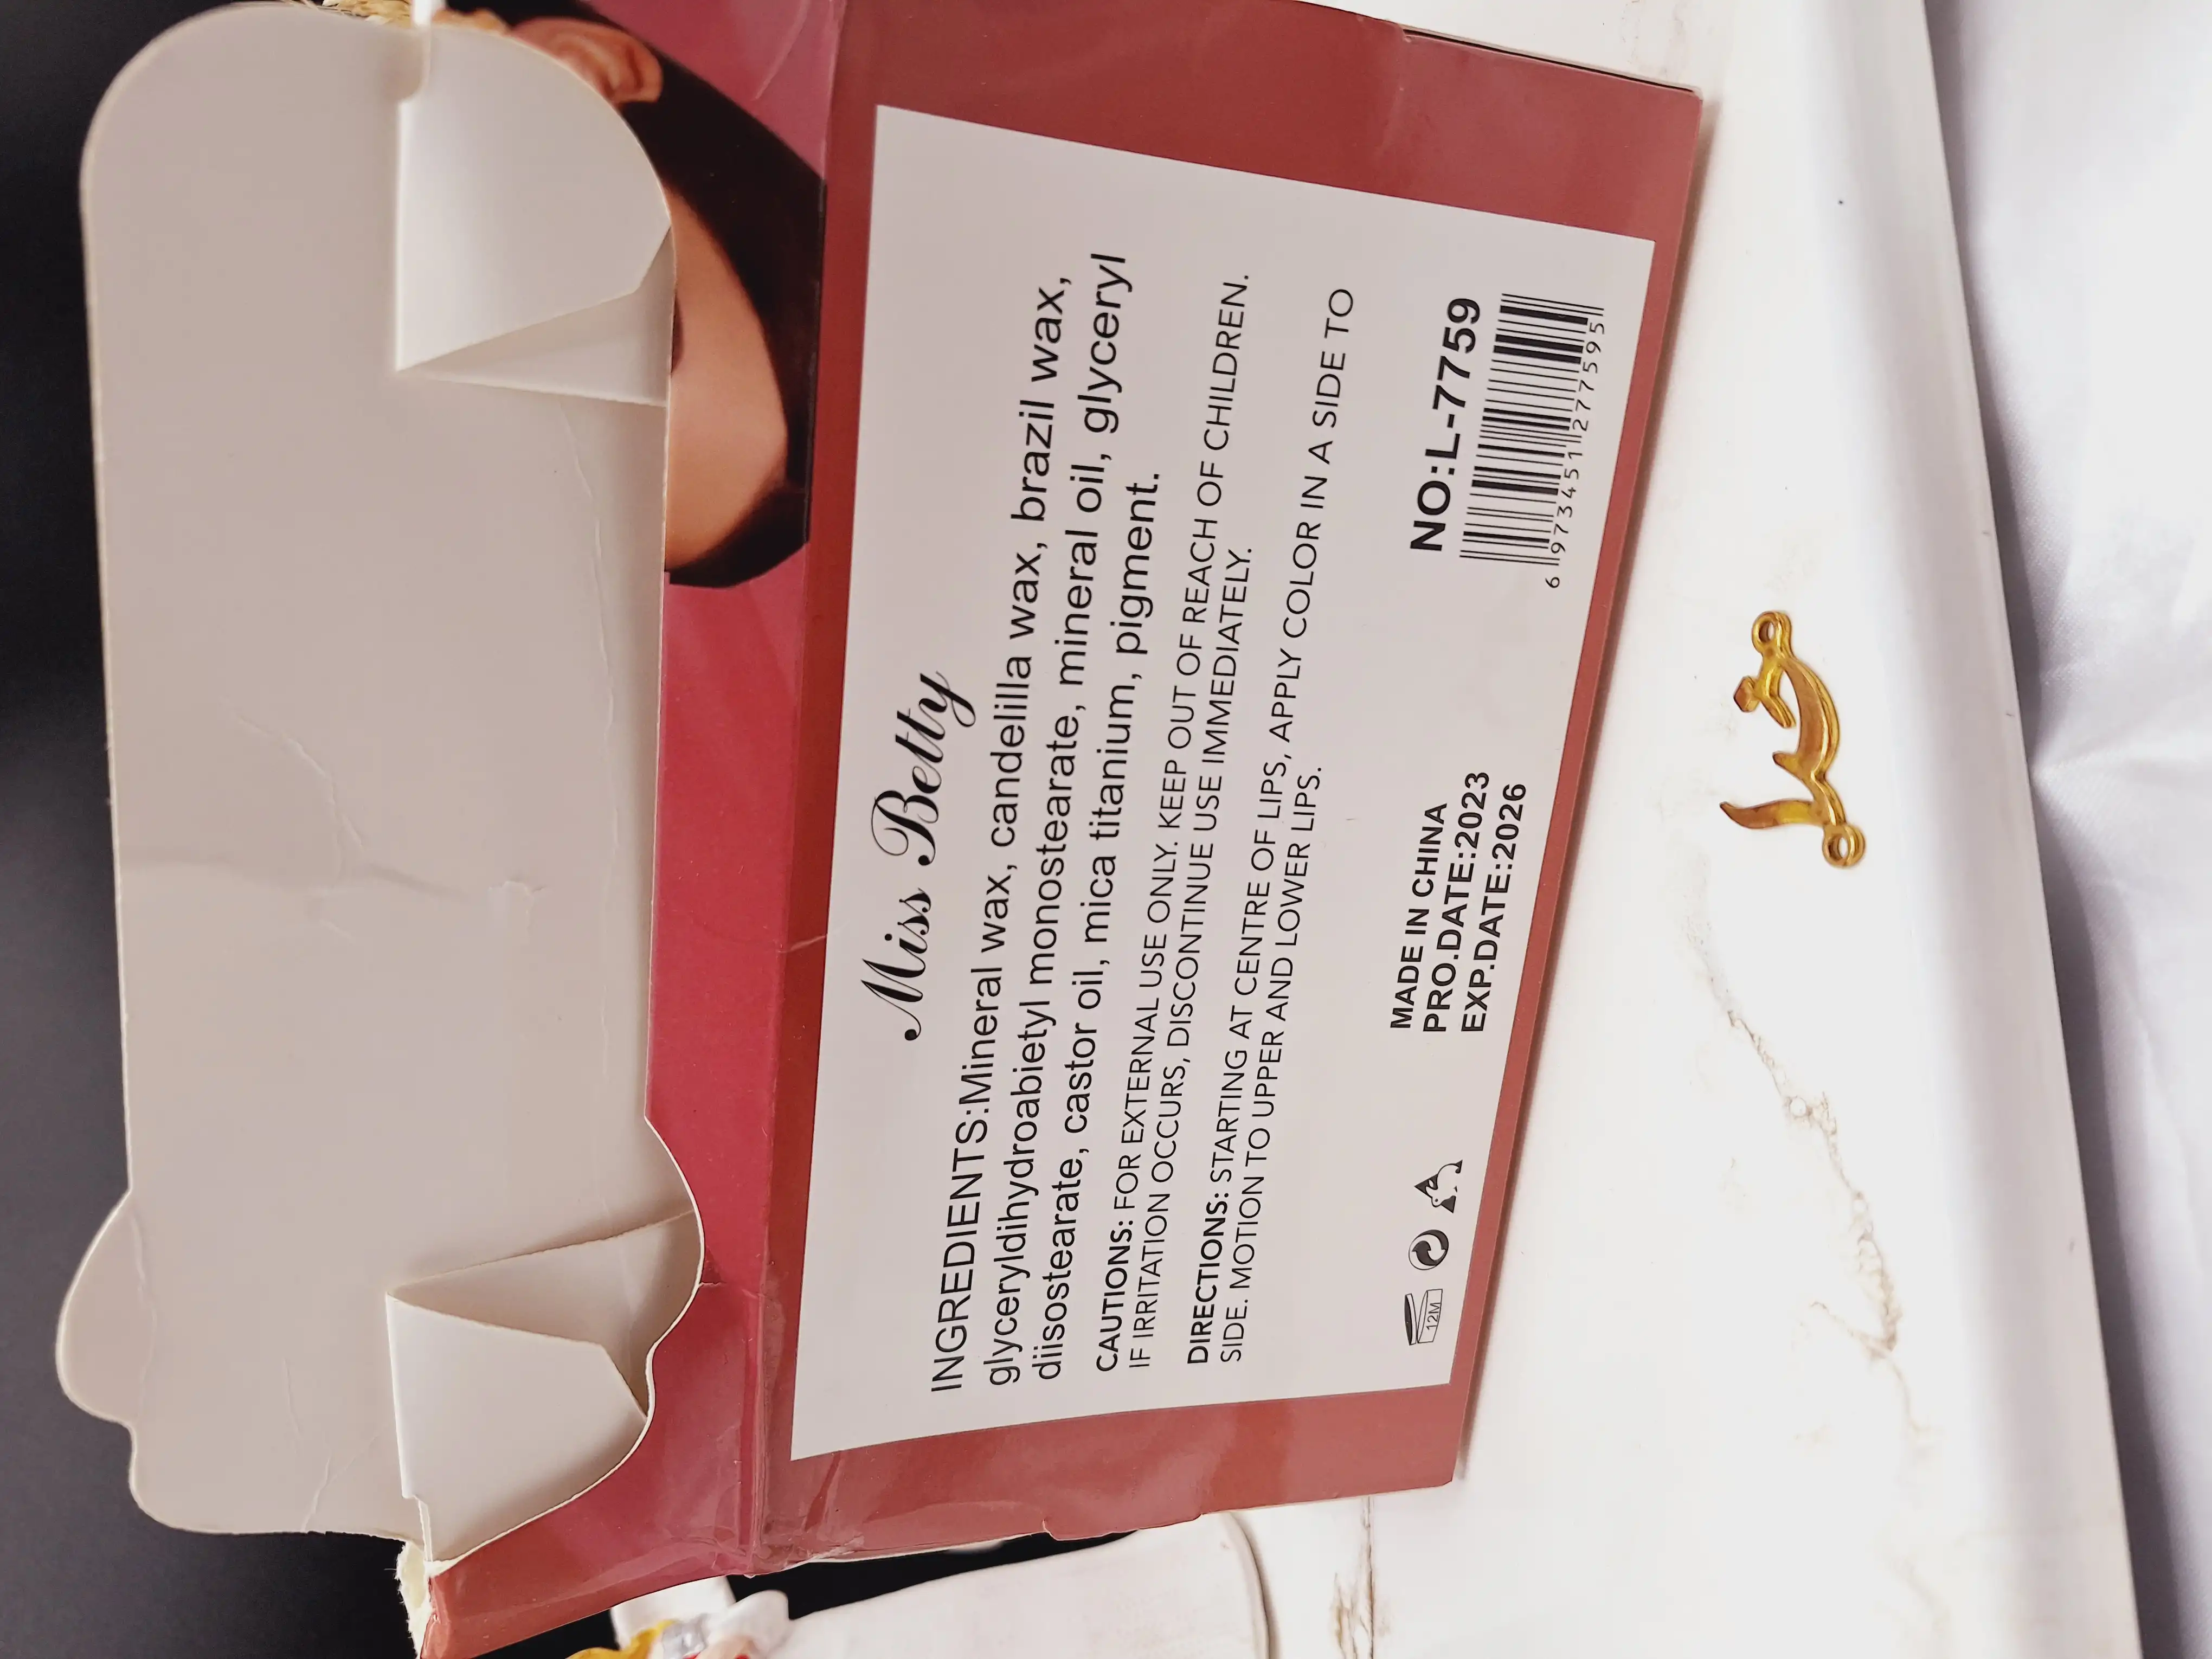 Miss Betty
INGREDIENTS:Mineral wax, candelilla wax, brazil wax,
glyceryldihydroabietyl monostearate, mineral oil, glyceryl
diisostearate, castor oil, mica titanium, pigment.
CAUTIONS: FOR EXTERNAL USE ONLY. KEEP OUT OF REACH OF CHILDREN.
IF IRRITATION OCCURS, DISCONTINUE USE IMMEDIATELY.
DIRECTIONS: STARTING AT CENTRE OF LIPS, APPLY COLOR IN A SIDE TO
SIDE. MOTION TO UPPER AND LOWER LIPS.
12M
MADE IN CHINA
PRO.DATE:2023
EXP.DATE:2026
NO:L-7759
6 973451 277595